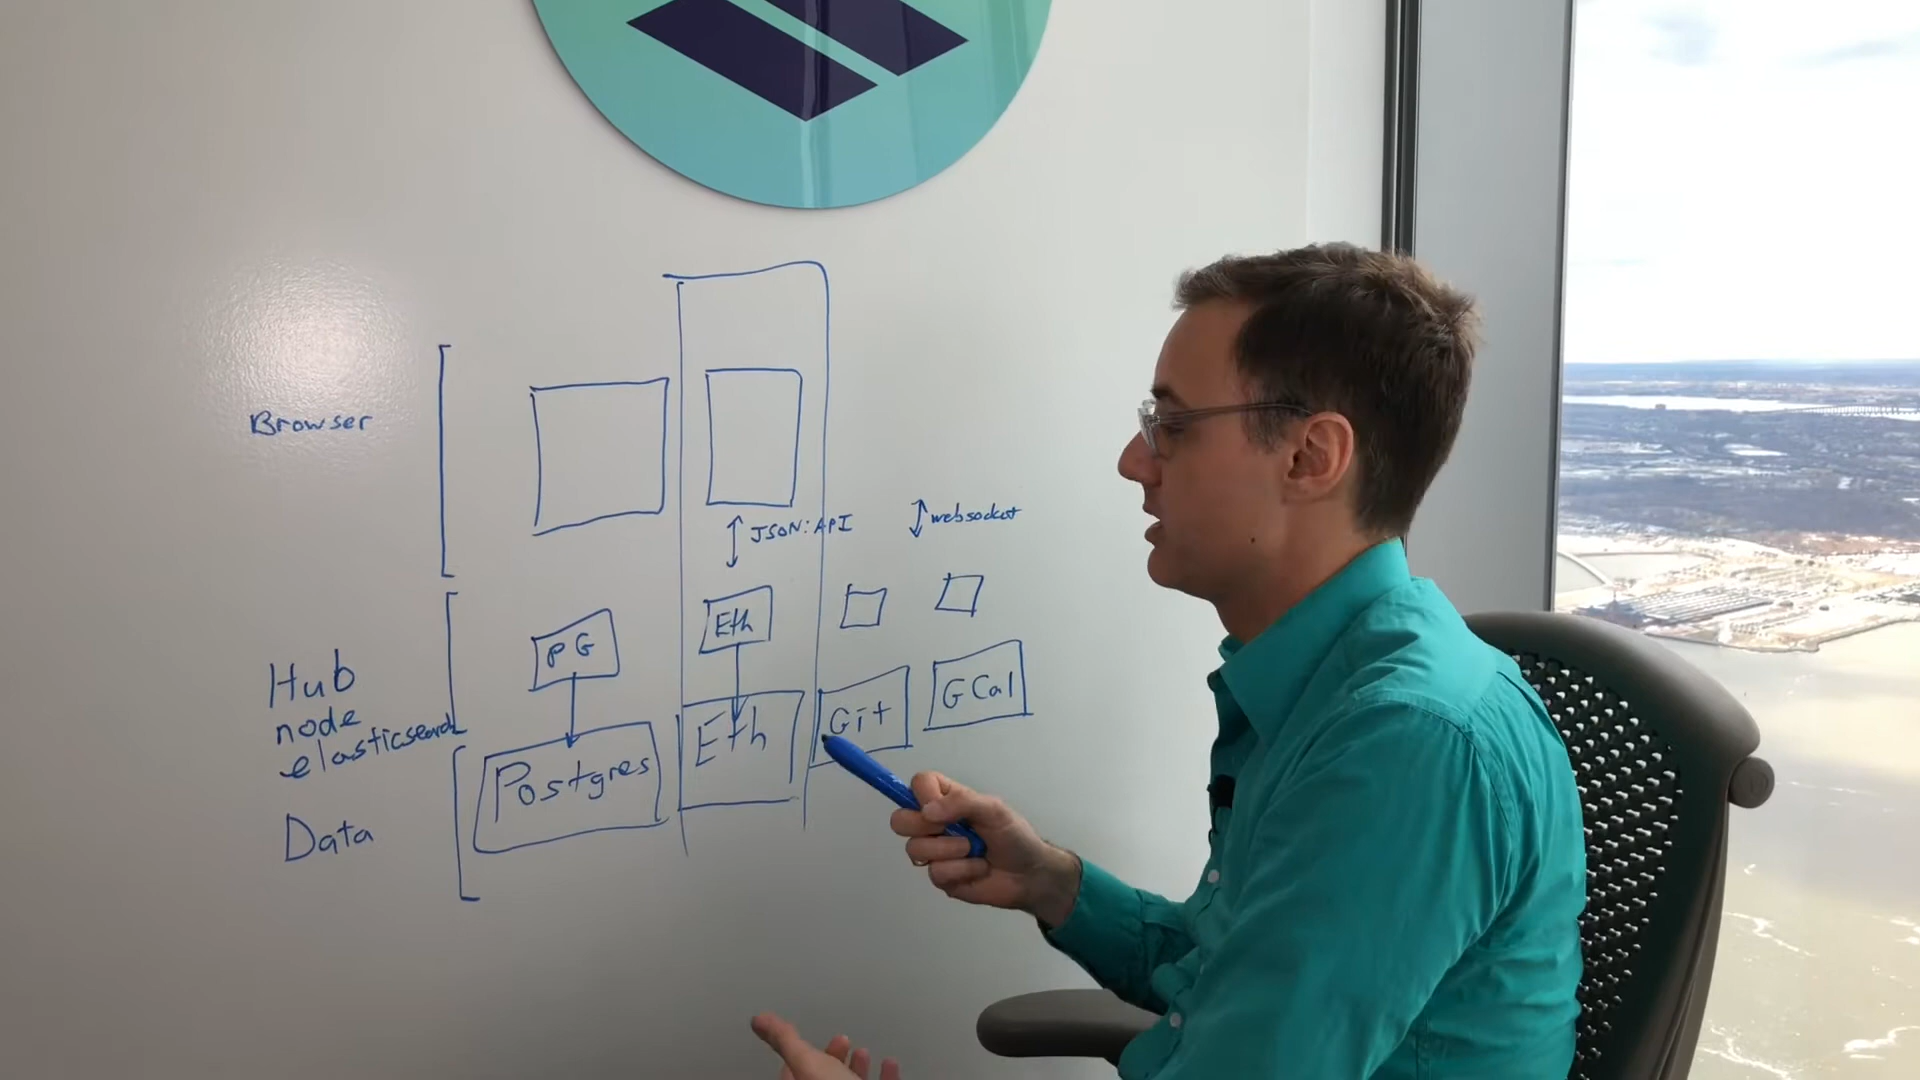 Browser
JSON:API
websocket
PG
Eth
Hub
node
elasticsearch
Postgres
Eth
Git
GCal
Data